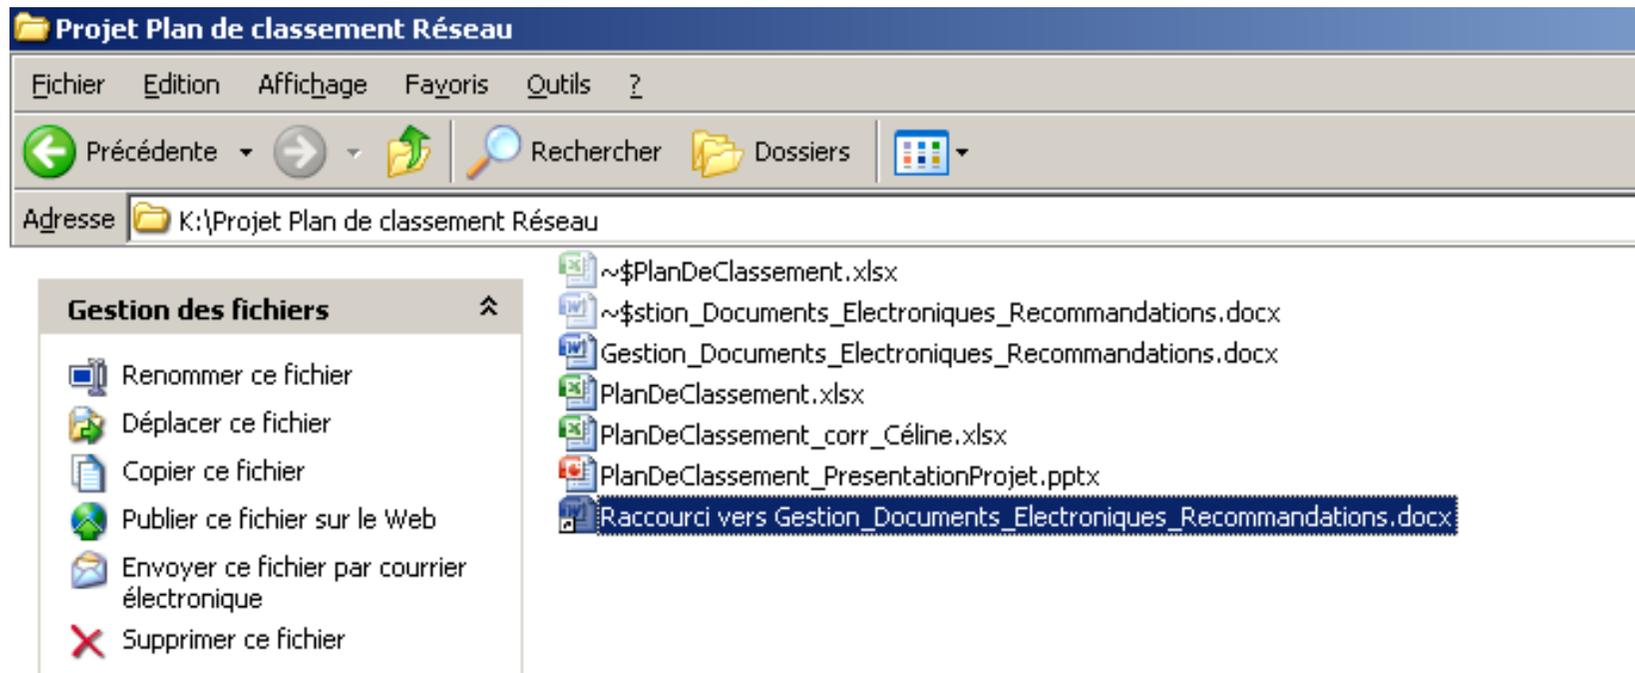 Projet Plan de classement Réseau
Fichier Edition Affichage Favoris Outils ?
Précédente Rechercher Dossiers
Adresse K:\Projet Plan de classement Réseau
Gestion des fichiers
Renommer ce fichier
Déplacer ce fichier
Copier ce fichier
Publier ce fichier sur le Web
Envoyer ce fichier par courrier
électronique
Supprimer ce fichier
~$PlanDeClassement.xlsx
~$stion_Documents_Electroniques_Recommandations.docx
Gestion_Documents_Electroniques_Recommandations.docx
PlanDeClassement.xlsx
PlanDeClassement_corr_Céline.xlsx
PlanDeClassement_PresentationProjet.pptx
Raccourci vers Gestion_Documents_Electroniques_Recommandations.docx